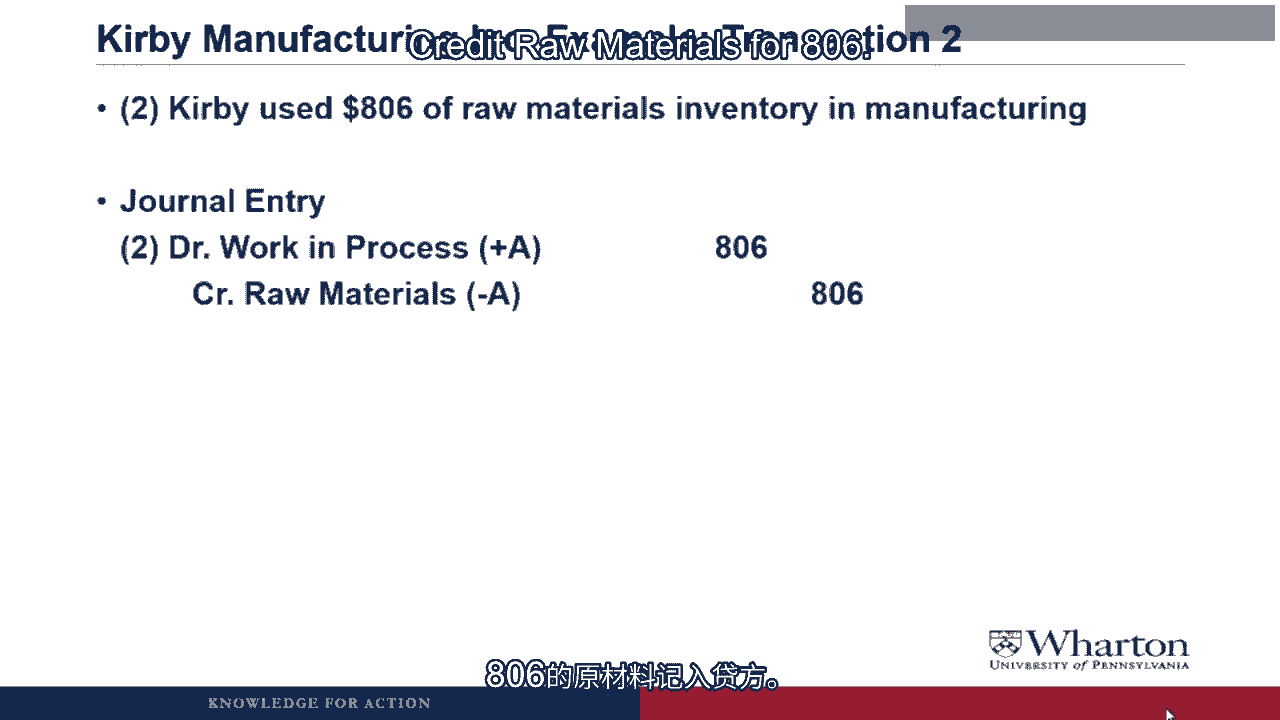 Kirby Manufacturing Inc. Example: Transaction 2
Credit Raw Materials for 806.
• (2) Kirby used $806 of raw materials inventory in manufacturing
• Journal Entry
(2) Dr. Work in Process (+A) 806
Cr. Raw Materials (-A) 806
Wharton
UNIVERSITY of PENNSYLVANIA
806的原材料记入贷方。
KNOWLEDGE FOR ACTION